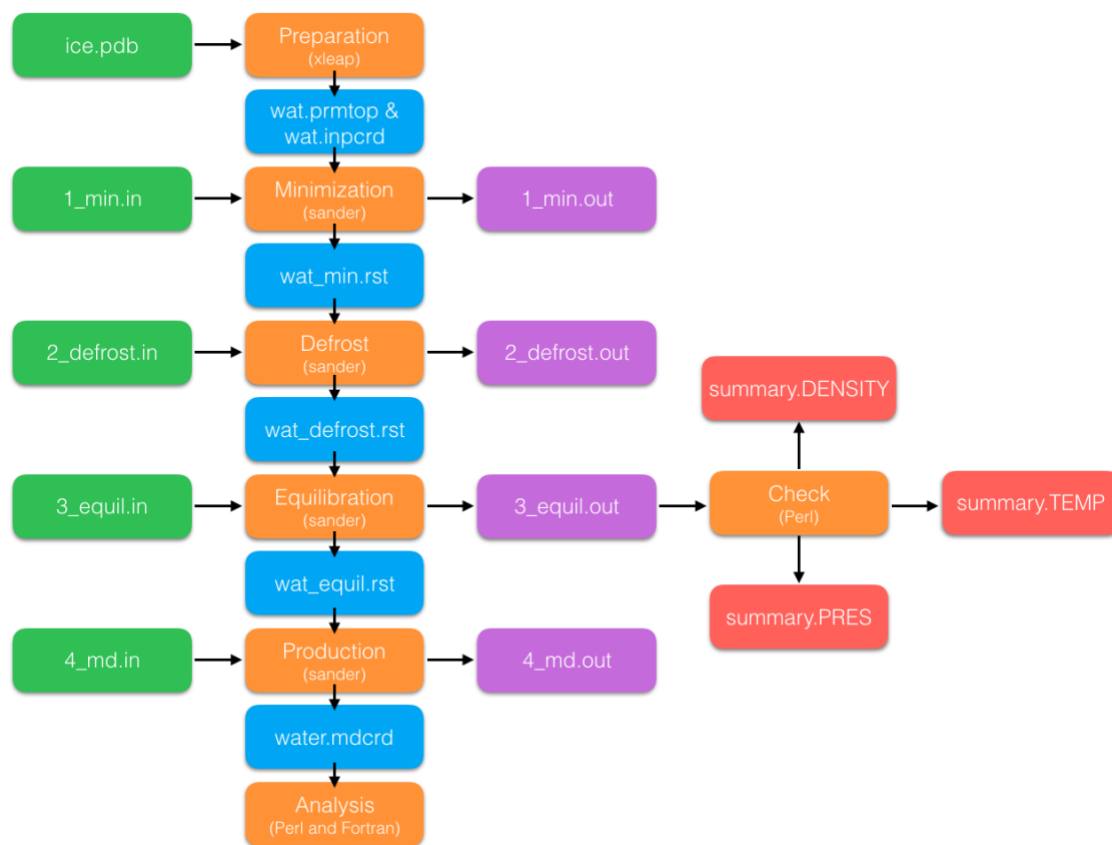 ice.pdb
Preparation
(xleap)
wat.prmtop &
wat.inpcrd
1_min.in
Minimization
(sander)
1_min.out
wat_min.rst
2_defrost.in
Defrost
(sander)
2_defrost.out
summary.DENSITY
wat_defrost.rst
3_equil.in
Equilibration
(sander)
3_equil.out
Check
(Perl)
summary.TEMP
wat_equil.rst
summary.PRES
4_md.in
Production
(sander)
4_md.out
water.mdcrd
Analysis
(Perl and Fortran)